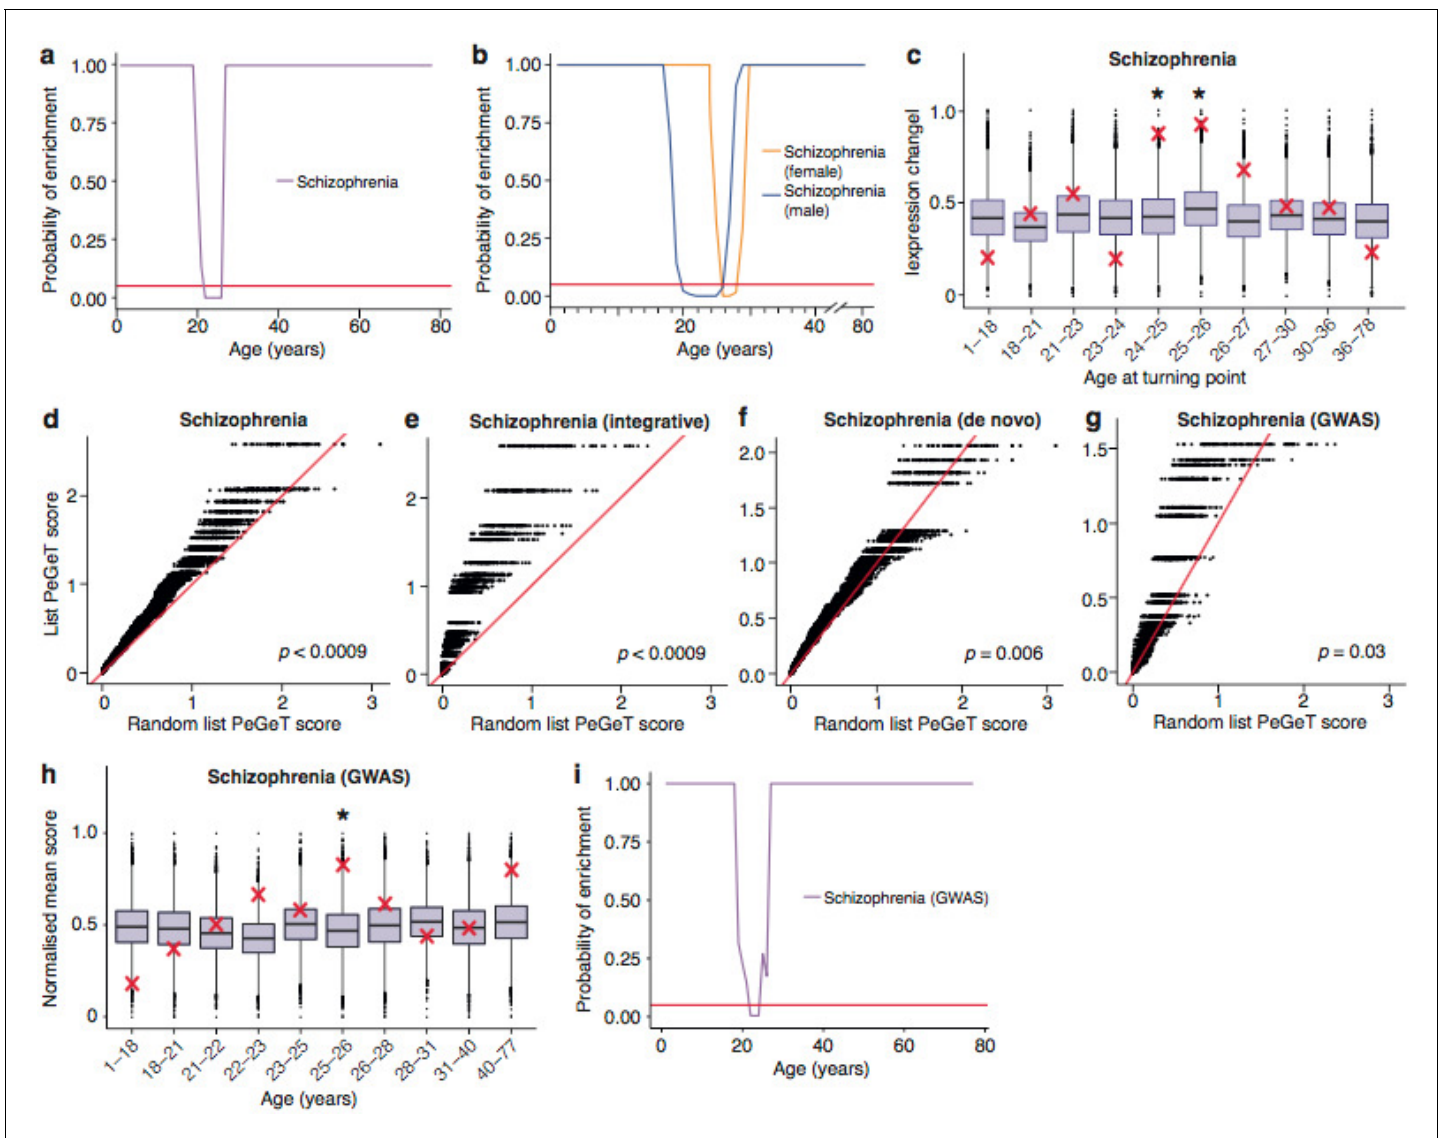 a
1.00
0.75
0.50
0.25
0.00
Probability of enrichment
Schizophrenia
0 20 40 60 80
Age (years)
b
1.00
0.75
0.50
0.25
0.00
Probability of enrichment
Schizophrenia
(female)
Schizophrenia
(male)
0 20 40 80
Age (years)
c
Schizophrenia
* *
1.0
0.5
0
lexpression changel
1–18 18–21 21–23 23–24 24–25 25–26 26–27 27–30 30–36 36–78
Age at turning point
d
Schizophrenia
2
1
0
List PeGeT score
p < 0.0009
0 1 2 3
Random list PeGeT score
e
Schizophrenia (integrative)
2
1
0
p < 0.0009
0 1 2 3
Random list PeGeT score
f
Schizophrenia (de novo)
2.0
1.5
1.0
0.5
0.0
p = 0.006
0 1 2 3
Random list PeGeT score
g
Schizophrenia (GWAS)
1.5
1.0
0.5
0.0
p = 0.03
0 1 2 3
Random list PeGeT score
h
Schizophrenia (GWAS)
*
1.0
0.5
0
Normalised mean score
1–18 18–21 21–22 22–23 23–25 25–26 26–28 28–31 31–40 40–77
Age (years)
i
1.00
0.75
0.50
0.25
0.00
Probability of enrichment
Schizophrenia (GWAS)
0 20 40 60 80
Age (years)